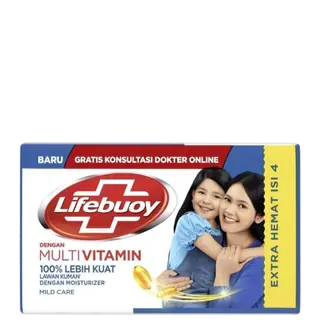 BARU
GRATIS KONSULTASI DOKTER ONLINE
Lifebuoy
DENGAN
MULTIVITAMIN
100% LEBIH KUAT
LAWAN KUMAN
DENGAN MOISTURIZER
MILD CARE
EXTRA HEMAT ISI 4